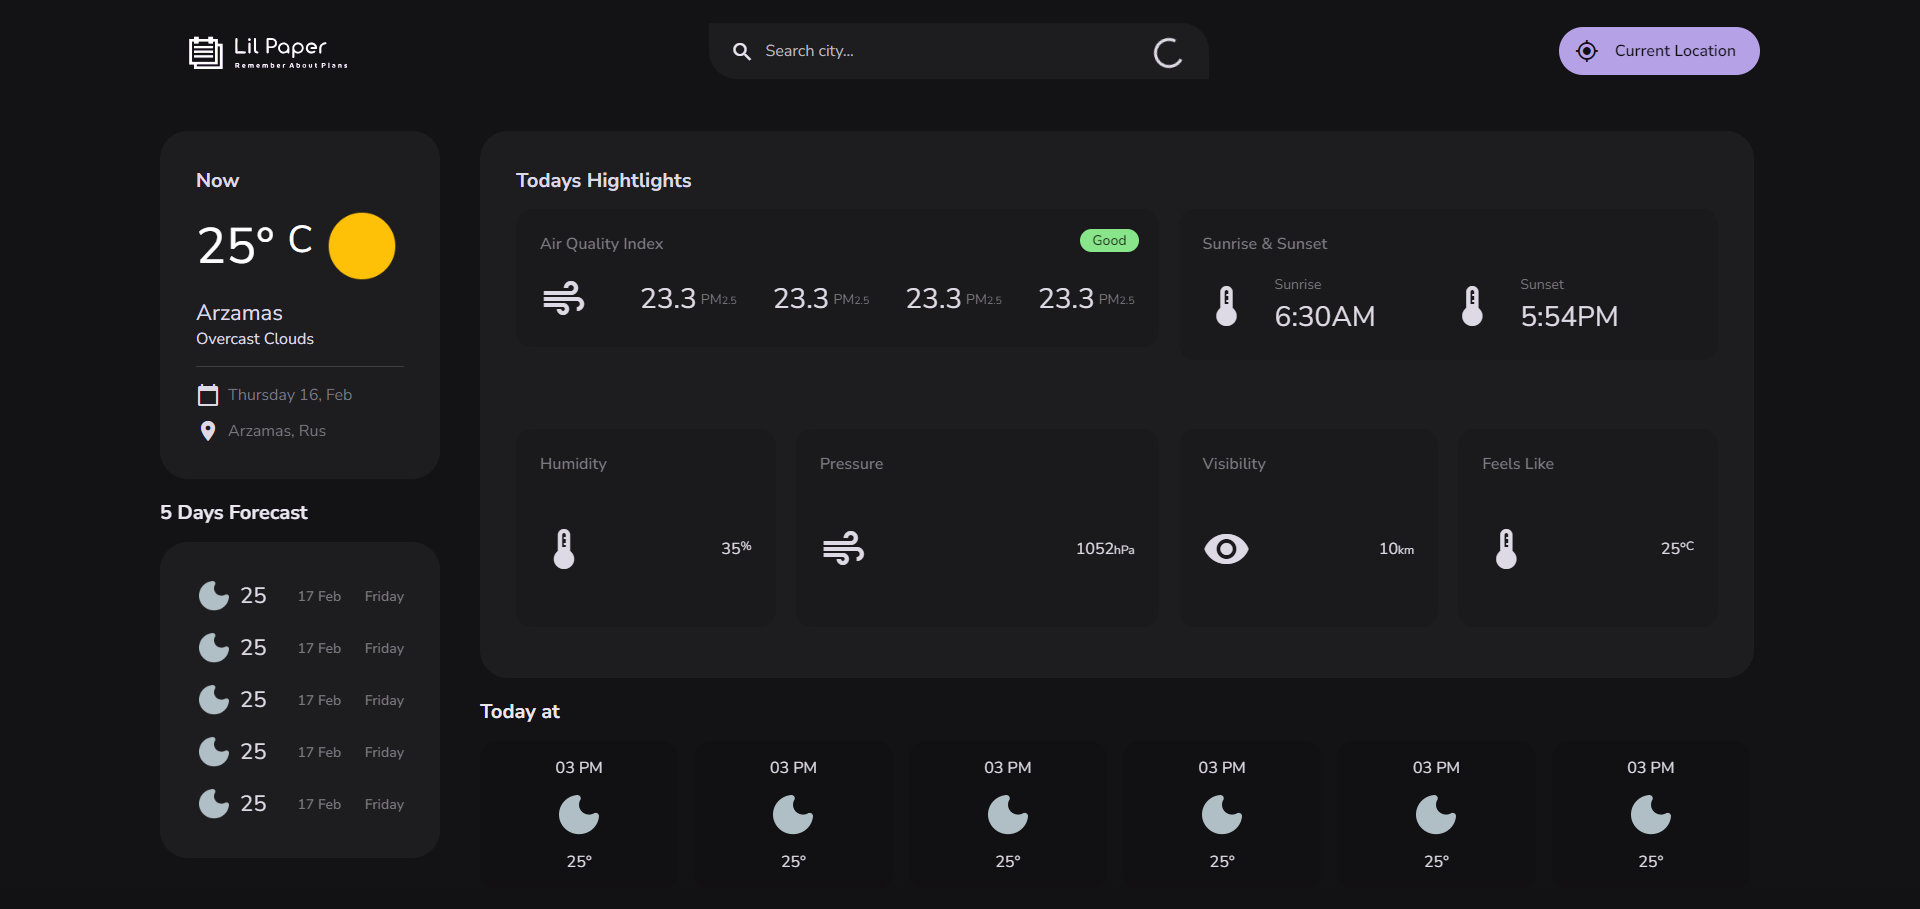 Lil Paper
Remember About Plans
Search city...
Current Location
Now
25° C
Arzamas
Overcast Clouds
Thursday 16, Feb
Arzamas, Rus
5 Days Forecast
25 17 Feb Friday
25 17 Feb Friday
25 17 Feb Friday
25 17 Feb Friday
25 17 Feb Friday
Todays Hightlights
Air Quality Index
Good
23.3 PM2.5 23.3 PM2.5 23.3 PM2.5 23.3 PM2.5
Sunrise & Sunset
Sunrise
6:30AM
Sunset
5:54PM
Humidity
35%
Pressure
1052hPa
Visibility
10km
Feels Like
25°C
Today at
03 PM 03 PM 03 PM 03 PM 03 PM 03 PM
25° 25° 25° 25° 25° 25°